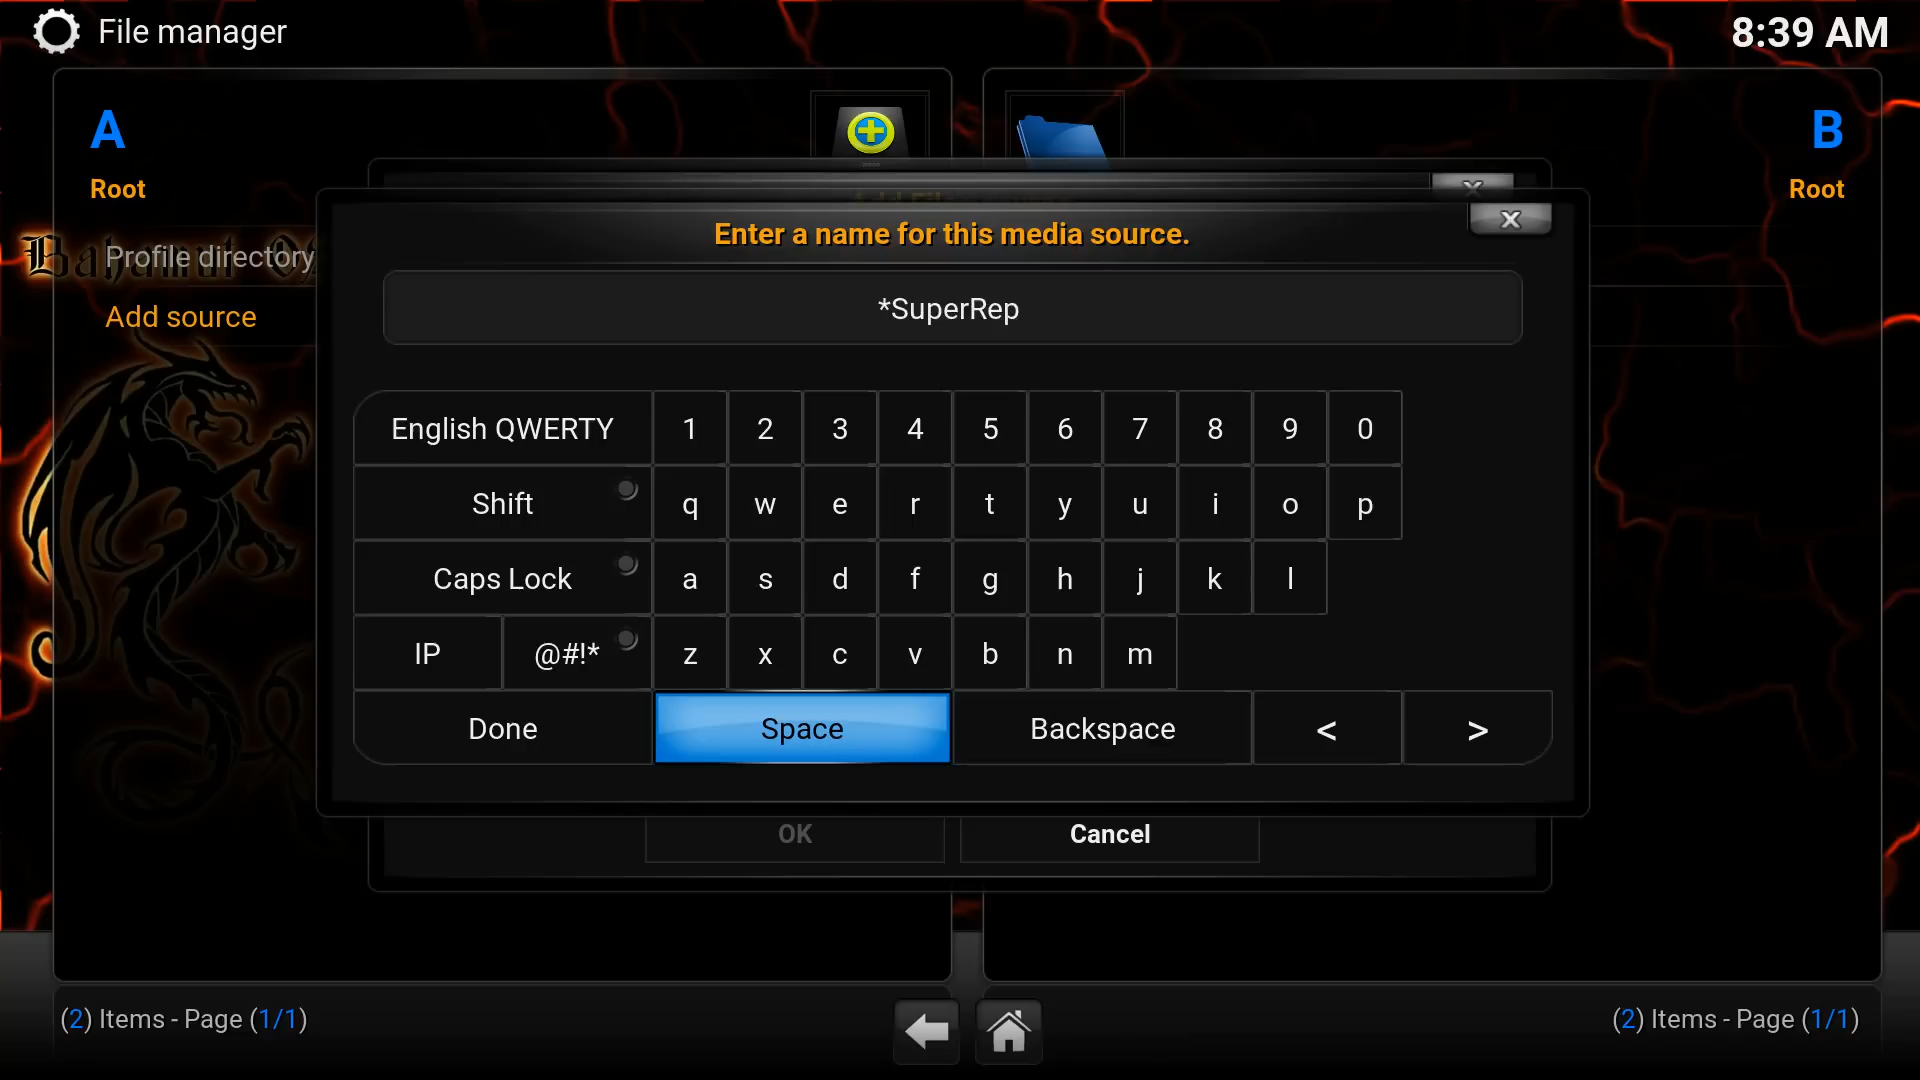 File manager
8:39 AM
A
B
Root
Root
Enter a name for this media source.
Profile directory
*SuperRep
Add source
English QWERTY 1 2 3 4 5 6 7 8 9 0
Shift q w e r t y u i o p
Caps Lock a s d f g h j k l
IP @#!* z x c v b n m
Done Space Backspace < >
OK Cancel
(2) Items - Page (1/1)
(2) Items - Page (1/1)